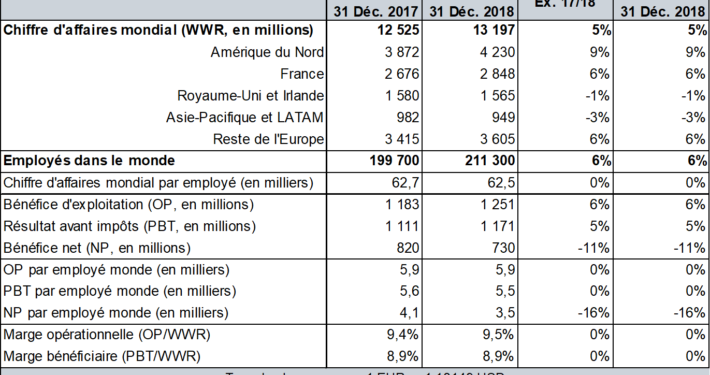 31 Déc. 2017 31 Déc. 2018 Ex. 17/18 31 Déc. 2018
Chiffre d'affaires mondial (WWR, en millions) 12 525 13 197 5% 5%
Amérique du Nord 3 872 4 230 9% 9%
France 2 676 2 848 6% 6%
Royaume-Uni et Irlande 1 580 1 565 -1% -1%
Asie-Pacifique et LATAM 982 949 -3% -3%
Reste de l'Europe 3 415 3 605 6% 6%
Employés dans le monde 199 700 211 300 6% 6%
Chiffre d'affaires mondial par employé (en milliers) 62,7 62,5 0% 0%
Bénéfice d'exploitation (OP, en millions) 1 183 1 251 6% 6%
Résultat avant impôts (PBT, en millions) 1 111 1 171 5% 5%
Bénéfice net (NP, en millions) 820 730 -11% -11%
OP par employé monde (en milliers) 5,9 5,9 0% 0%
PBT par employé monde (en milliers) 5,6 5,5 0% 0%
NP par employé monde (en milliers) 4,1 3,5 -16% -16%
Marge opérationnelle (OP/WWR) 9,4% 9,5% 0% 0%
Marge bénéficiaire (PBT/WWR) 8,9% 8,9% 0% 0%